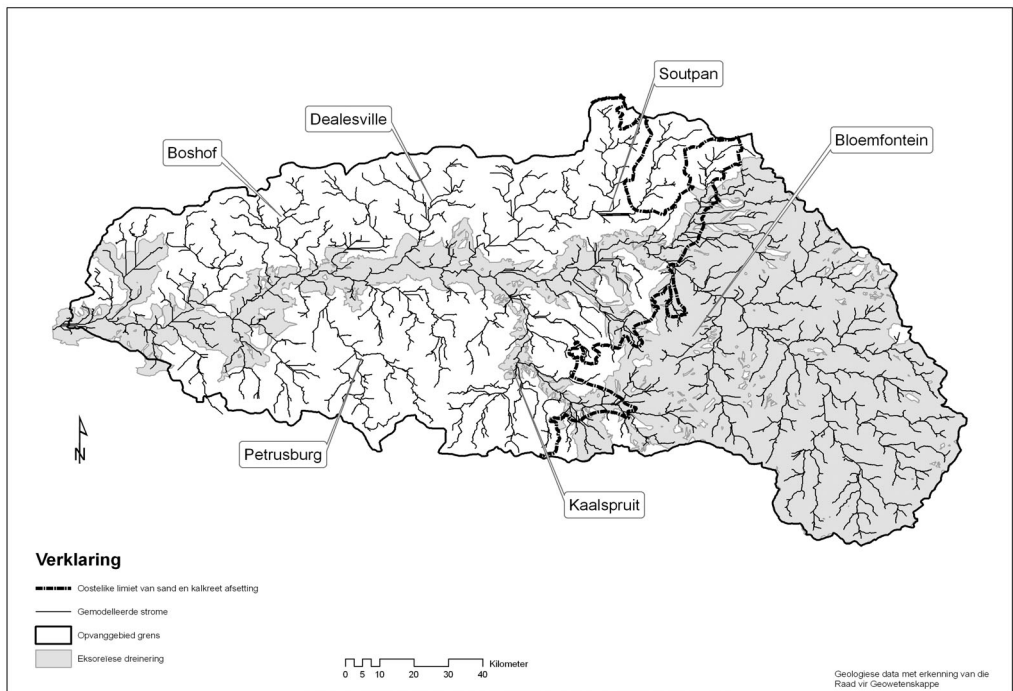 Soutpan
Dealesville
Bloemfontein
Boshof
Petrusburg
Kaalspruit
N
Verklaring
Oostelike limiet van sand en kalkreet afsetting
Gemodelleerde strome
Opvanggebied grens
Eksoreïese dreinering
0 5 10 20 30 40 Kilometer
Geologiese data met erkenning van die
Raad vir Geowetenskappe